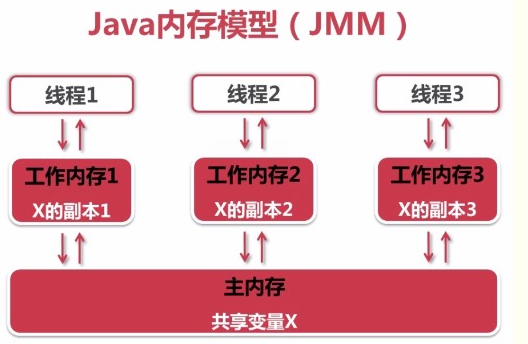 Java内存模型（JMM）
线程1
线程2
线程3
工作内存1
X的副本1
工作内存2
X的副本2
工作内存3
X的副本3
主内存
共享变量X